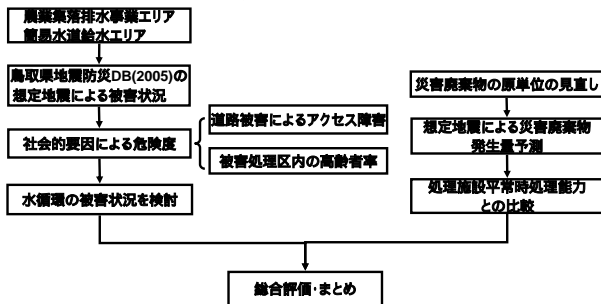 農業集落排水事業エリア
簡易水道給水エリア
鳥取県地震防災DB(2005)の
想定地震による被害状況
社会的要因による危険度
道路被害によるアクセス障害
被害処理区内の高齢者率
水循環の被害状況を検討
災害廃棄物の原単位の見直し
想定地震による災害廃棄物
発生量予測
処理施設平常時処理能力
との比較
総合評価・まとめ